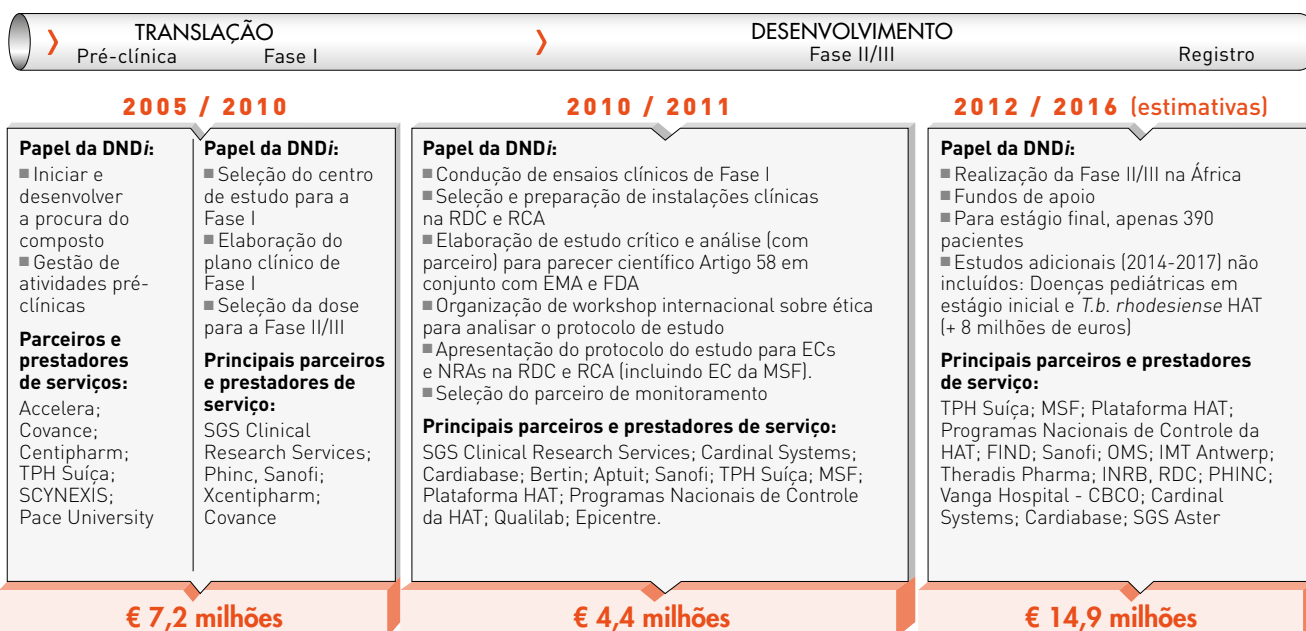 TRANSLAÇÃO
Pré-clínica
Fase I
DESENVOLVIMENTO
Fase II/III
Registro
2005 / 2010
Papel da DNDi:
■ Iniciar e
desenvolver
a procura do
composto
■ Gestão de
atividades pré-
clínicas
Parceiros e
prestadores
de serviços:
Accelera;
Covance;
Centipharm;
TPH Suíça;
SCYNEXIS;
Pace University
Papel da DNDi:
■ Seleção do centro
de estudo para a
Fase I
■ Elaboração do
plano clínico de
Fase I
■ Seleção da dose
para a Fase II/III
Principais parceiros
e prestadores de
serviço:
SGS Clinical
Research Services;
Phinc, Sanofi;
Xcentipharm;
Covance
€ 7,2 milhões
2010 / 2011
Papel da DNDi:
■ Condução de ensaios clínicos de Fase I
■ Seleção e preparação de instalações clínicas
na RDC e RCA
■ Elaboração de estudo crítico e análise (com
parceiro) para parecer científico Artigo 58 em
conjunto com EMA e FDA
■ Organização de workshop internacional sobre ética
para analisar o protocolo de estudo
■ Apresentação do protocolo do estudo para ECs
e NRAs na RDC e RCA (incluindo EC da MSF).
■ Seleção do parceiro de monitoramento
Principais parceiros e prestadores de serviço:
SGS Clinical Research Services; Cardinal Systems;
Cardiabase; Bertin; Aptuit; Sanofi; TPH Suíça; MSF;
Plataforma HAT; Programas Nacionais de Controle
da HAT; Qualilab; Epicentre.
€ 4,4 milhões
2012 / 2016 (estimativas)
Papel da DNDi:
■ Realização da Fase II/III na África
■ Fundos de apoio
■ Para estágio final, apenas 390
pacientes
■ Estudos adicionais (2014-2017) não
incluídos: Doenças pediátricas em
estágio inicial e T.b. rhodesiense HAT
(+ 8 milhões de euros)
Principais parceiros e prestadores
de serviço:
TPH Suíça; MSF; Plataforma HAT;
Programas Nacionais de Controle da
HAT; FIND; Sanofi; OMS; IMT Antwerp;
Theradis Pharma; INRB, RDC; PHINC;
Vanga Hospital - CBCO; Cardinal
Systems; Cardiabase; SGS Aster
€ 14,9 milhões